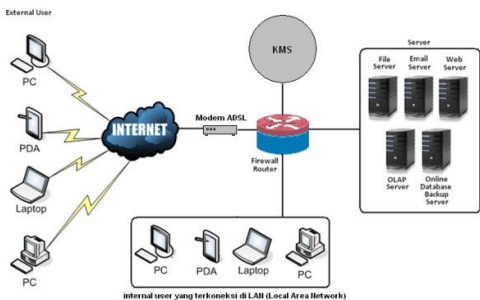 External User
PC
PDA
Laptop
PC
INTERNET
Modem ADSL
KMS
Firewall
Router
Server
File
Server
Email
Server
Web
Server
OLAP
Server
Online
Database
Backup
Server
PC
PDA
Laptop
PC
internal user yang terkoneksi di LAN (Local Area Network)